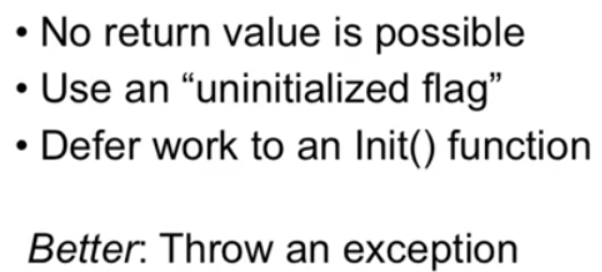 • No return value is possible
• Use an “uninitialized flag”
• Defer work to an Init() function
Better: Throw an exception